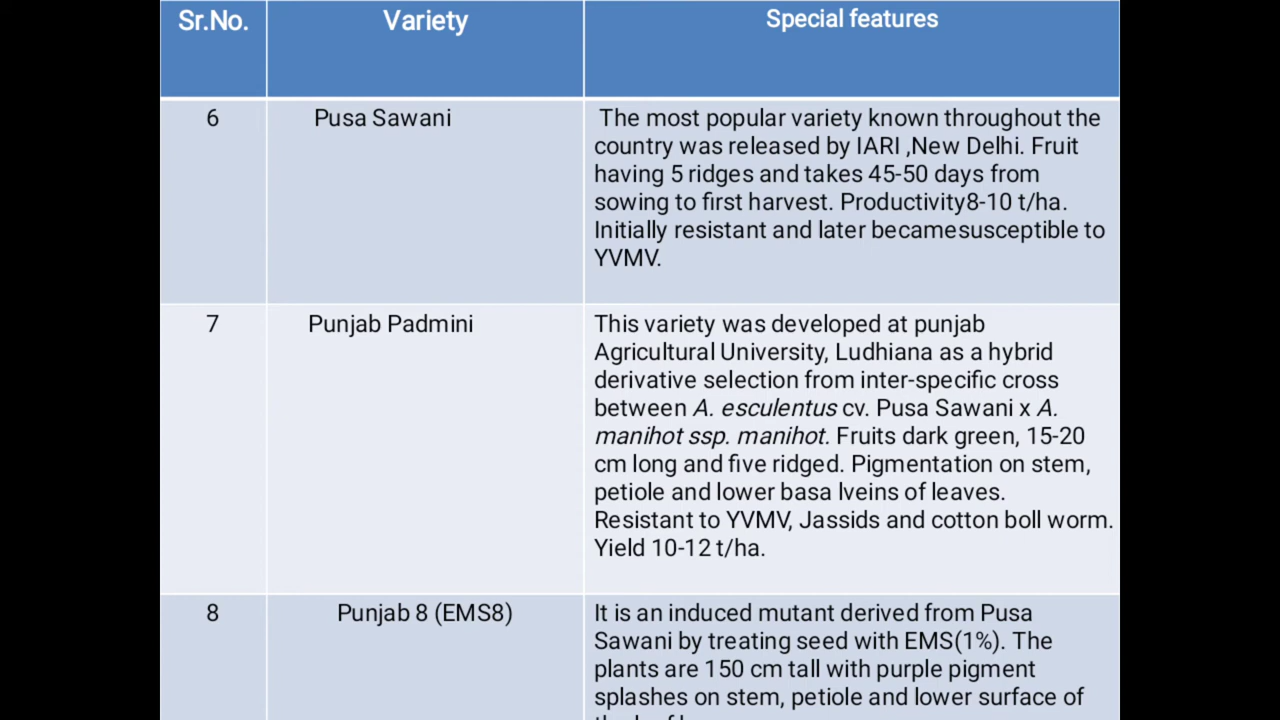 Sr.No. Variety Special features
6 Pusa Sawani The most popular variety known throughout the
country was released by IARI ,New Delhi. Fruit
having 5 ridges and takes 45-50 days from
sowing to first harvest. Productivity8-10 t/ha.
Initially resistant and later becamesusceptible to
YVMV.
7 Punjab Padmini This variety was developed at punjab
Agricultural University, Ludhiana as a hybrid
derivative selection from inter-specific cross
between A. esculentus cv. Pusa Sawani x A.
manihot ssp. manihot. Fruits dark green, 15-20
cm long and five ridged. Pigmentation on stem,
petiole and lower basa lveins of leaves.
Resistant to YVMV, Jassids and cotton boll worm.
Yield 10-12 t/ha.
8 Punjab 8 (EMS8) It is an induced mutant derived from Pusa
Sawani by treating seed with EMS(1%). The
plants are 150 cm tall with purple pigment
splashes on stem, petiole and lower surface of